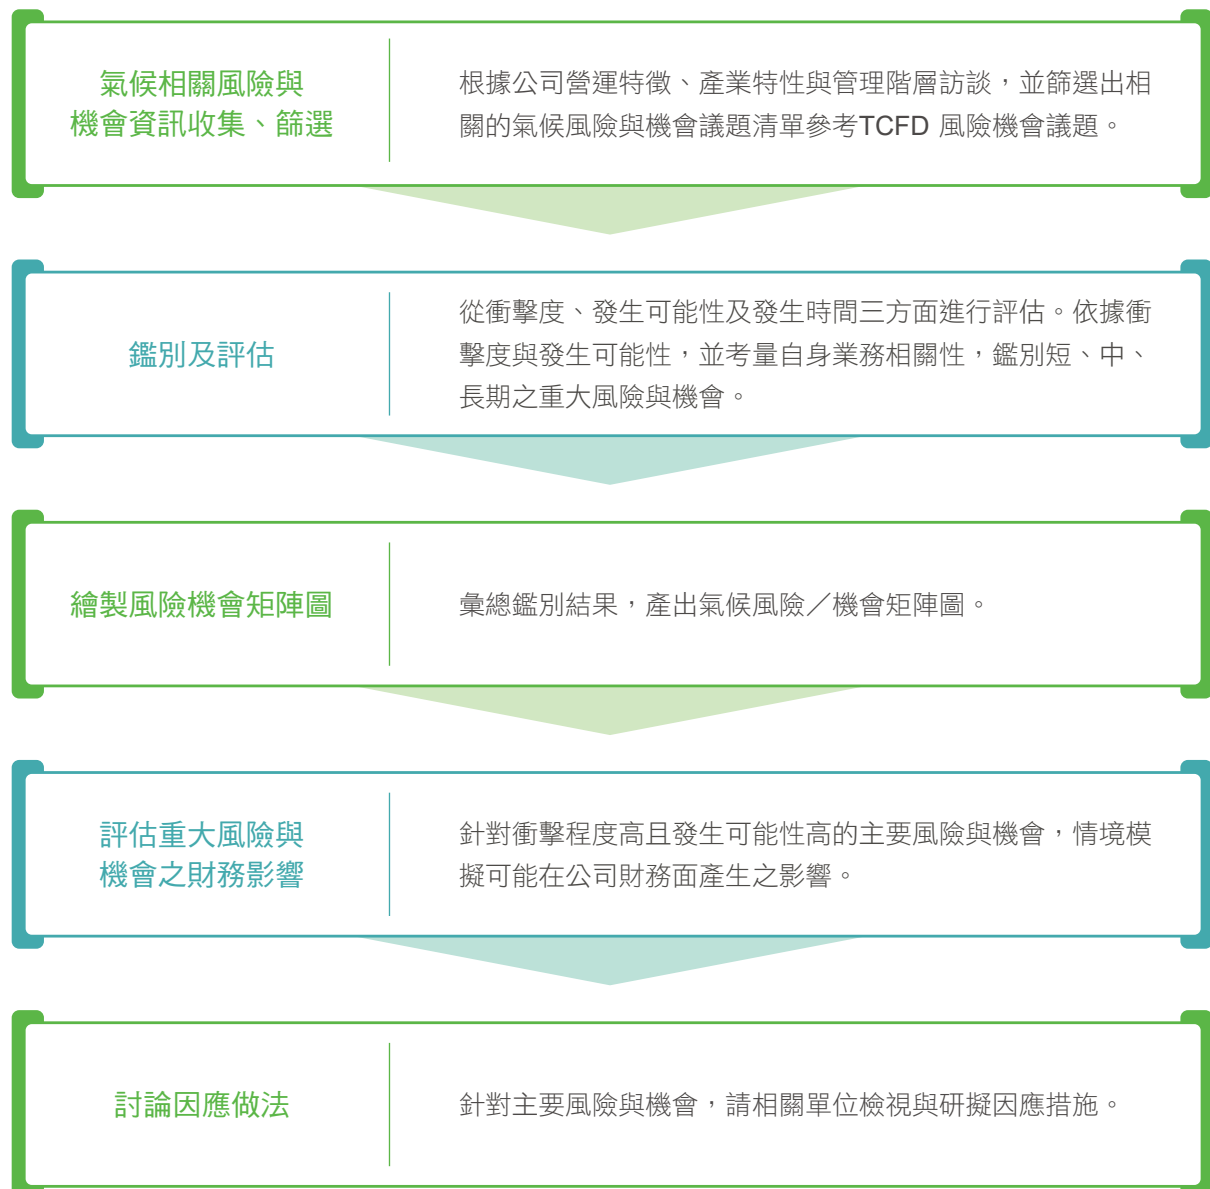 氣候相關風險與
機會資訊收集、篩選
根據公司營運特徵、產業特性與管理階層訪談，並篩選出相
關的氣候風險與機會議題清單參考TCFD 風險機會議題。
鑑別及評估
從衝擊度、發生可能性及發生時間三方面進行評估。依據衝
擊度與發生可能性，並考量自身業務相關性，鑑別短、中、
長期之重大風險與機會。
繪製風險機會矩陣圖
彙總鑑別結果，產出氣候風險／機會矩陣圖。
評估重大風險與
機會之財務影響
針對衝擊程度高且發生可能性高的主要風險與機會，情境模
擬可能在公司財務面產生之影響。
討論因應做法
針對主要風險與機會，請相關單位檢視與研擬因應措施。